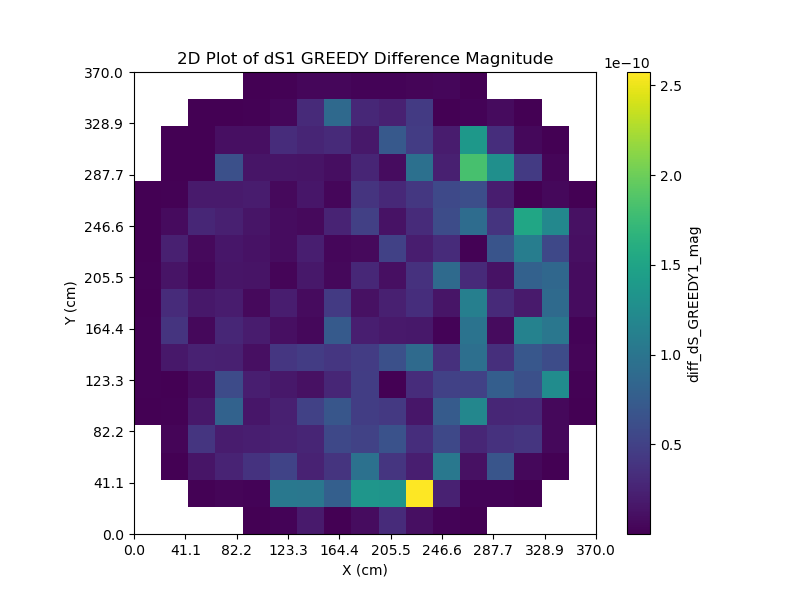 2D Plot of dS1 GREEDY Difference Magnitude
1e−10
370.0
328.9
287.7
246.6
205.5
164.4
123.3
82.2
41.1
0.0
Y (cm)
0.0 41.1 82.2 123.3 164.4 205.5 246.6 287.7 328.9 370.0
X (cm)
2.5
2.0
1.5
1.0
0.5
diff_dS_GREEDY1_mag